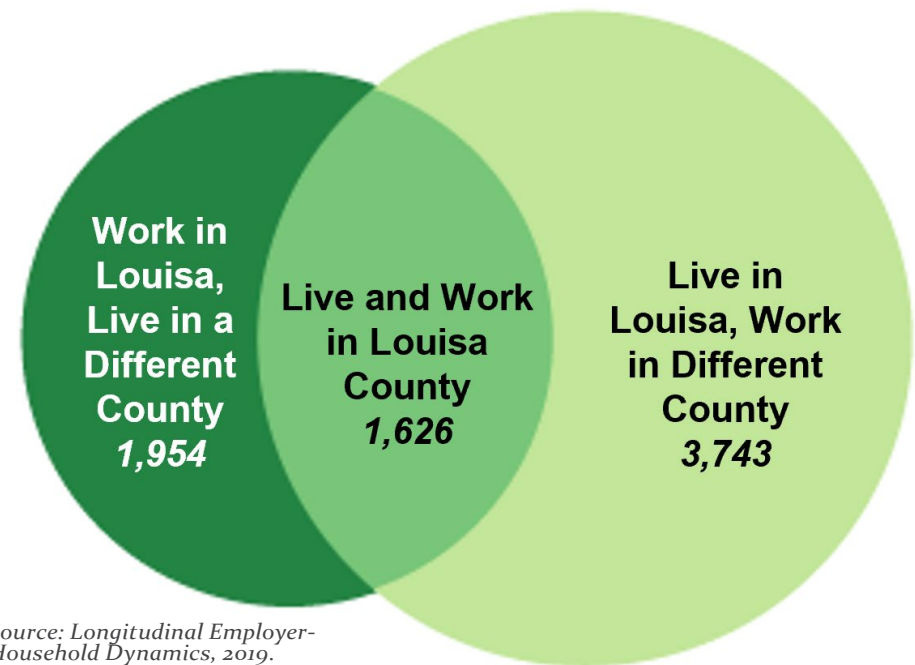 Work in
Louisa,
Live in a
Different
County
1,954
Live and Work
in Louisa
County
1,626
Live in
Louisa, Work
in Different
County
3,743
ource: Longitudinal Employer-
Household Dynamics, 2019.